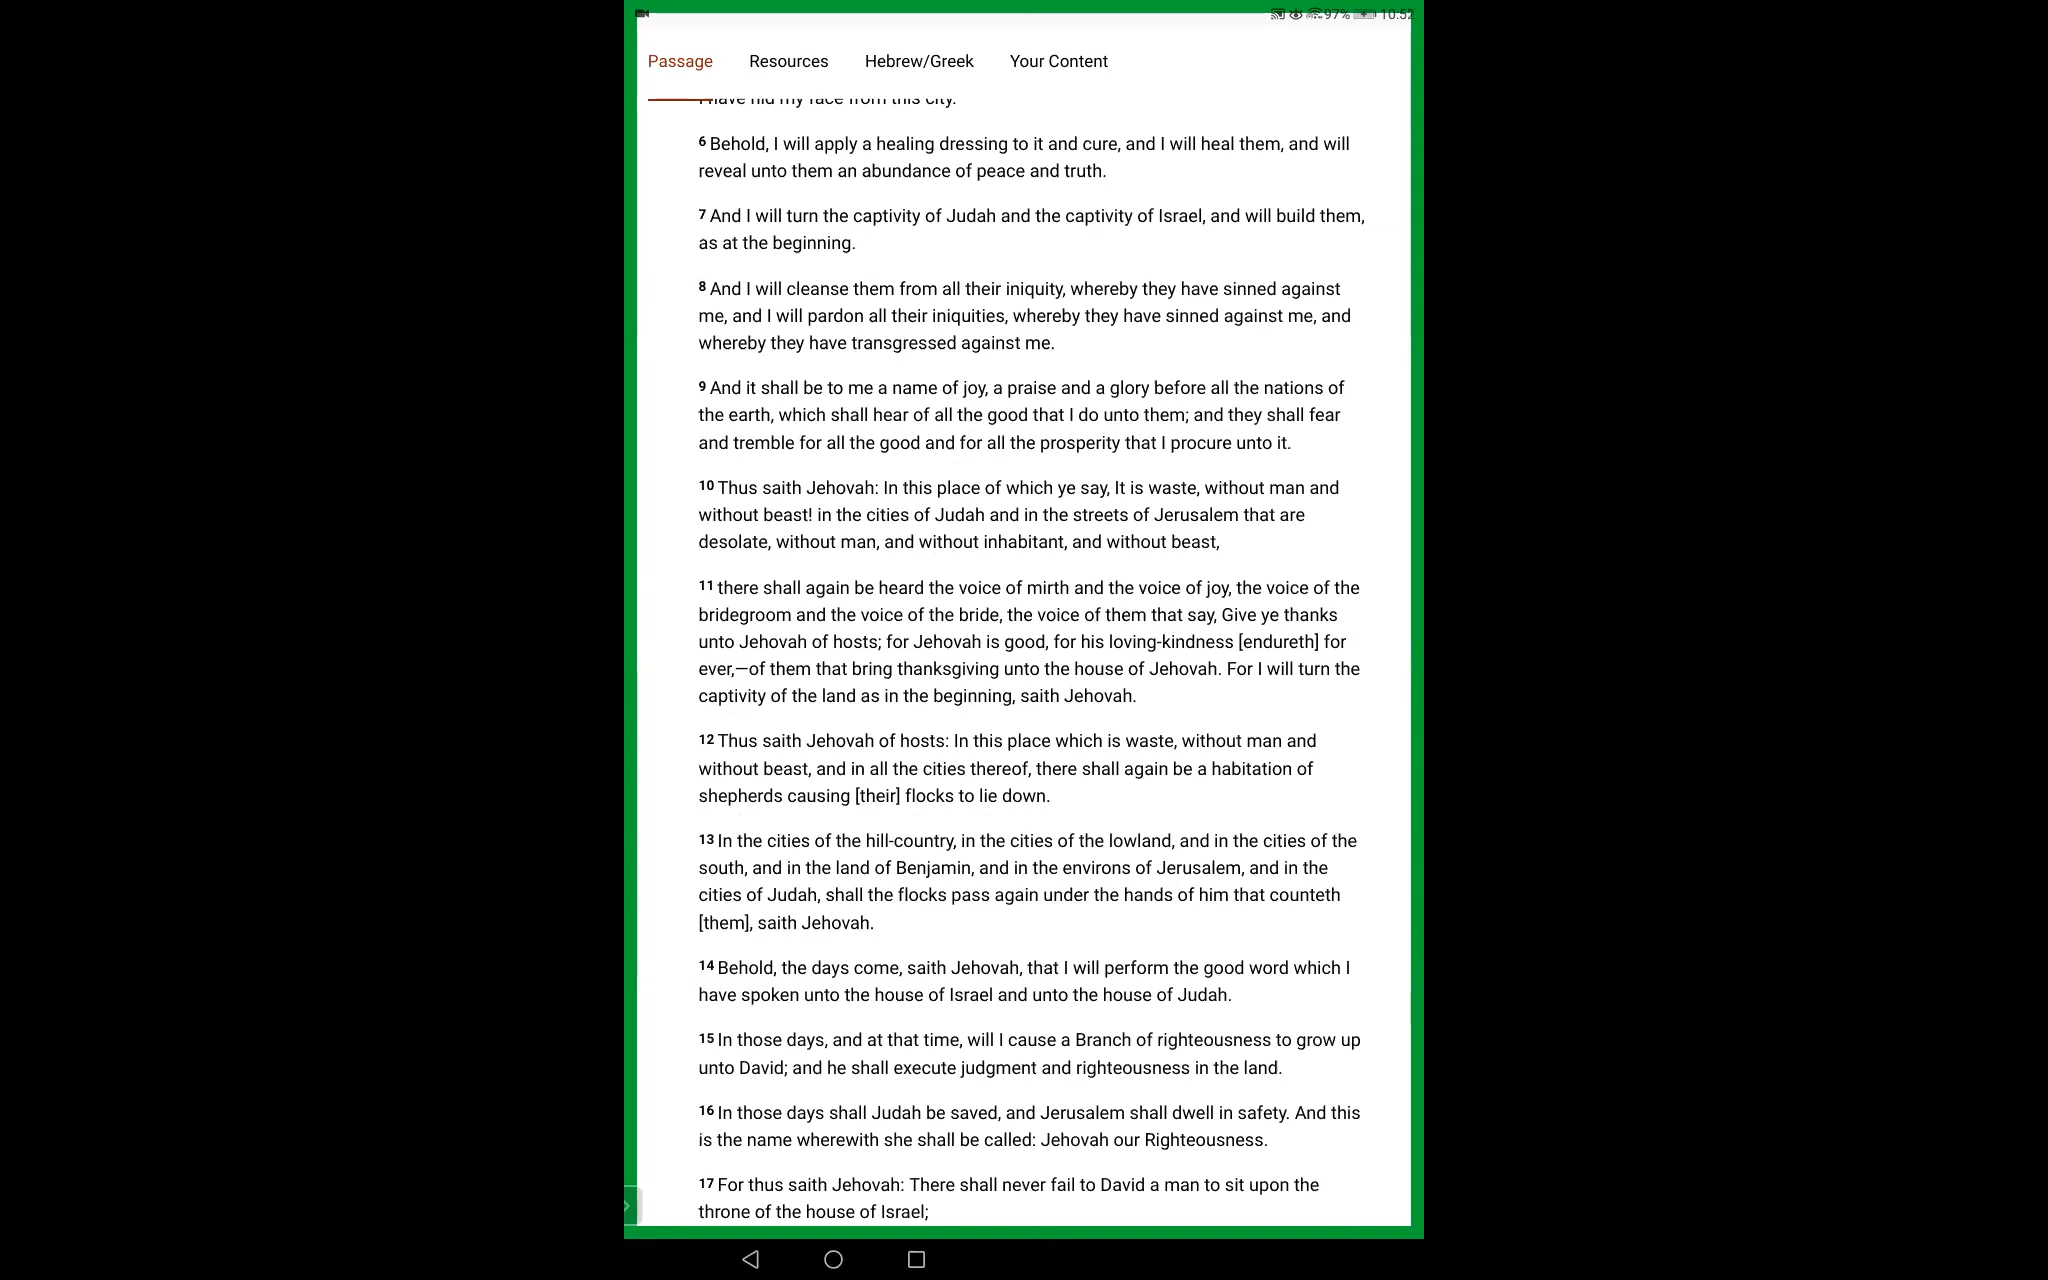 97% 10:52
Passage Resources Hebrew/Greek Your Content
I have hid my face from this city.
6 Behold, I will apply a healing dressing to it and cure, and I will heal them, and will
reveal unto them an abundance of peace and truth.
7 And I will turn the captivity of Judah and the captivity of Israel, and will build them,
as at the beginning.
8 And I will cleanse them from all their iniquity, whereby they have sinned against
me, and I will pardon all their iniquities, whereby they have sinned against me, and
whereby they have transgressed against me.
9 And it shall be to me a name of joy, a praise and a glory before all the nations of
the earth, which shall hear of all the good that I do unto them; and they shall fear
and tremble for all the good and for all the prosperity that I procure unto it.
10 Thus saith Jehovah: In this place of which ye say, It is waste, without man and
without beast! in the cities of Judah and in the streets of Jerusalem that are
desolate, without man, and without inhabitant, and without beast,
11 there shall again be heard the voice of mirth and the voice of joy, the voice of the
bridegroom and the voice of the bride, the voice of them that say, Give ye thanks
unto Jehovah of hosts; for Jehovah is good, for his loving-kindness [endureth] for
ever,—of them that bring thanksgiving unto the house of Jehovah. For I will turn the
captivity of the land as in the beginning, saith Jehovah.
12 Thus saith Jehovah of hosts: In this place which is waste, without man and
without beast, and in all the cities thereof, there shall again be a habitation of
shepherds causing [their] flocks to lie down.
13 In the cities of the hill-country, in the cities of the lowland, and in the cities of the
south, and in the land of Benjamin, and in the environs of Jerusalem, and in the
cities of Judah, shall the flocks pass again under the hands of him that counteth
[them], saith Jehovah.
14 Behold, the days come, saith Jehovah, that I will perform the good word which I
have spoken unto the house of Israel and unto the house of Judah.
15 In those days, and at that time, will I cause a Branch of righteousness to grow up
unto David; and he shall execute judgment and righteousness in the land.
16 In those days shall Judah be saved, and Jerusalem shall dwell in safety. And this
is the name wherewith she shall be called: Jehovah our Righteousness.
17 For thus saith Jehovah: There shall never fail to David a man to sit upon the
throne of the house of Israel;